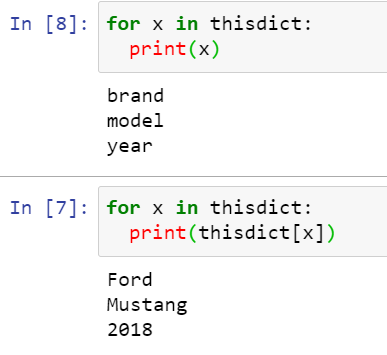 In [8]: for x in thisdict:
  print(x)
brand
model
year
In [7]: for x in thisdict:
  print(thisdict[x])
Ford
Mustang
2018